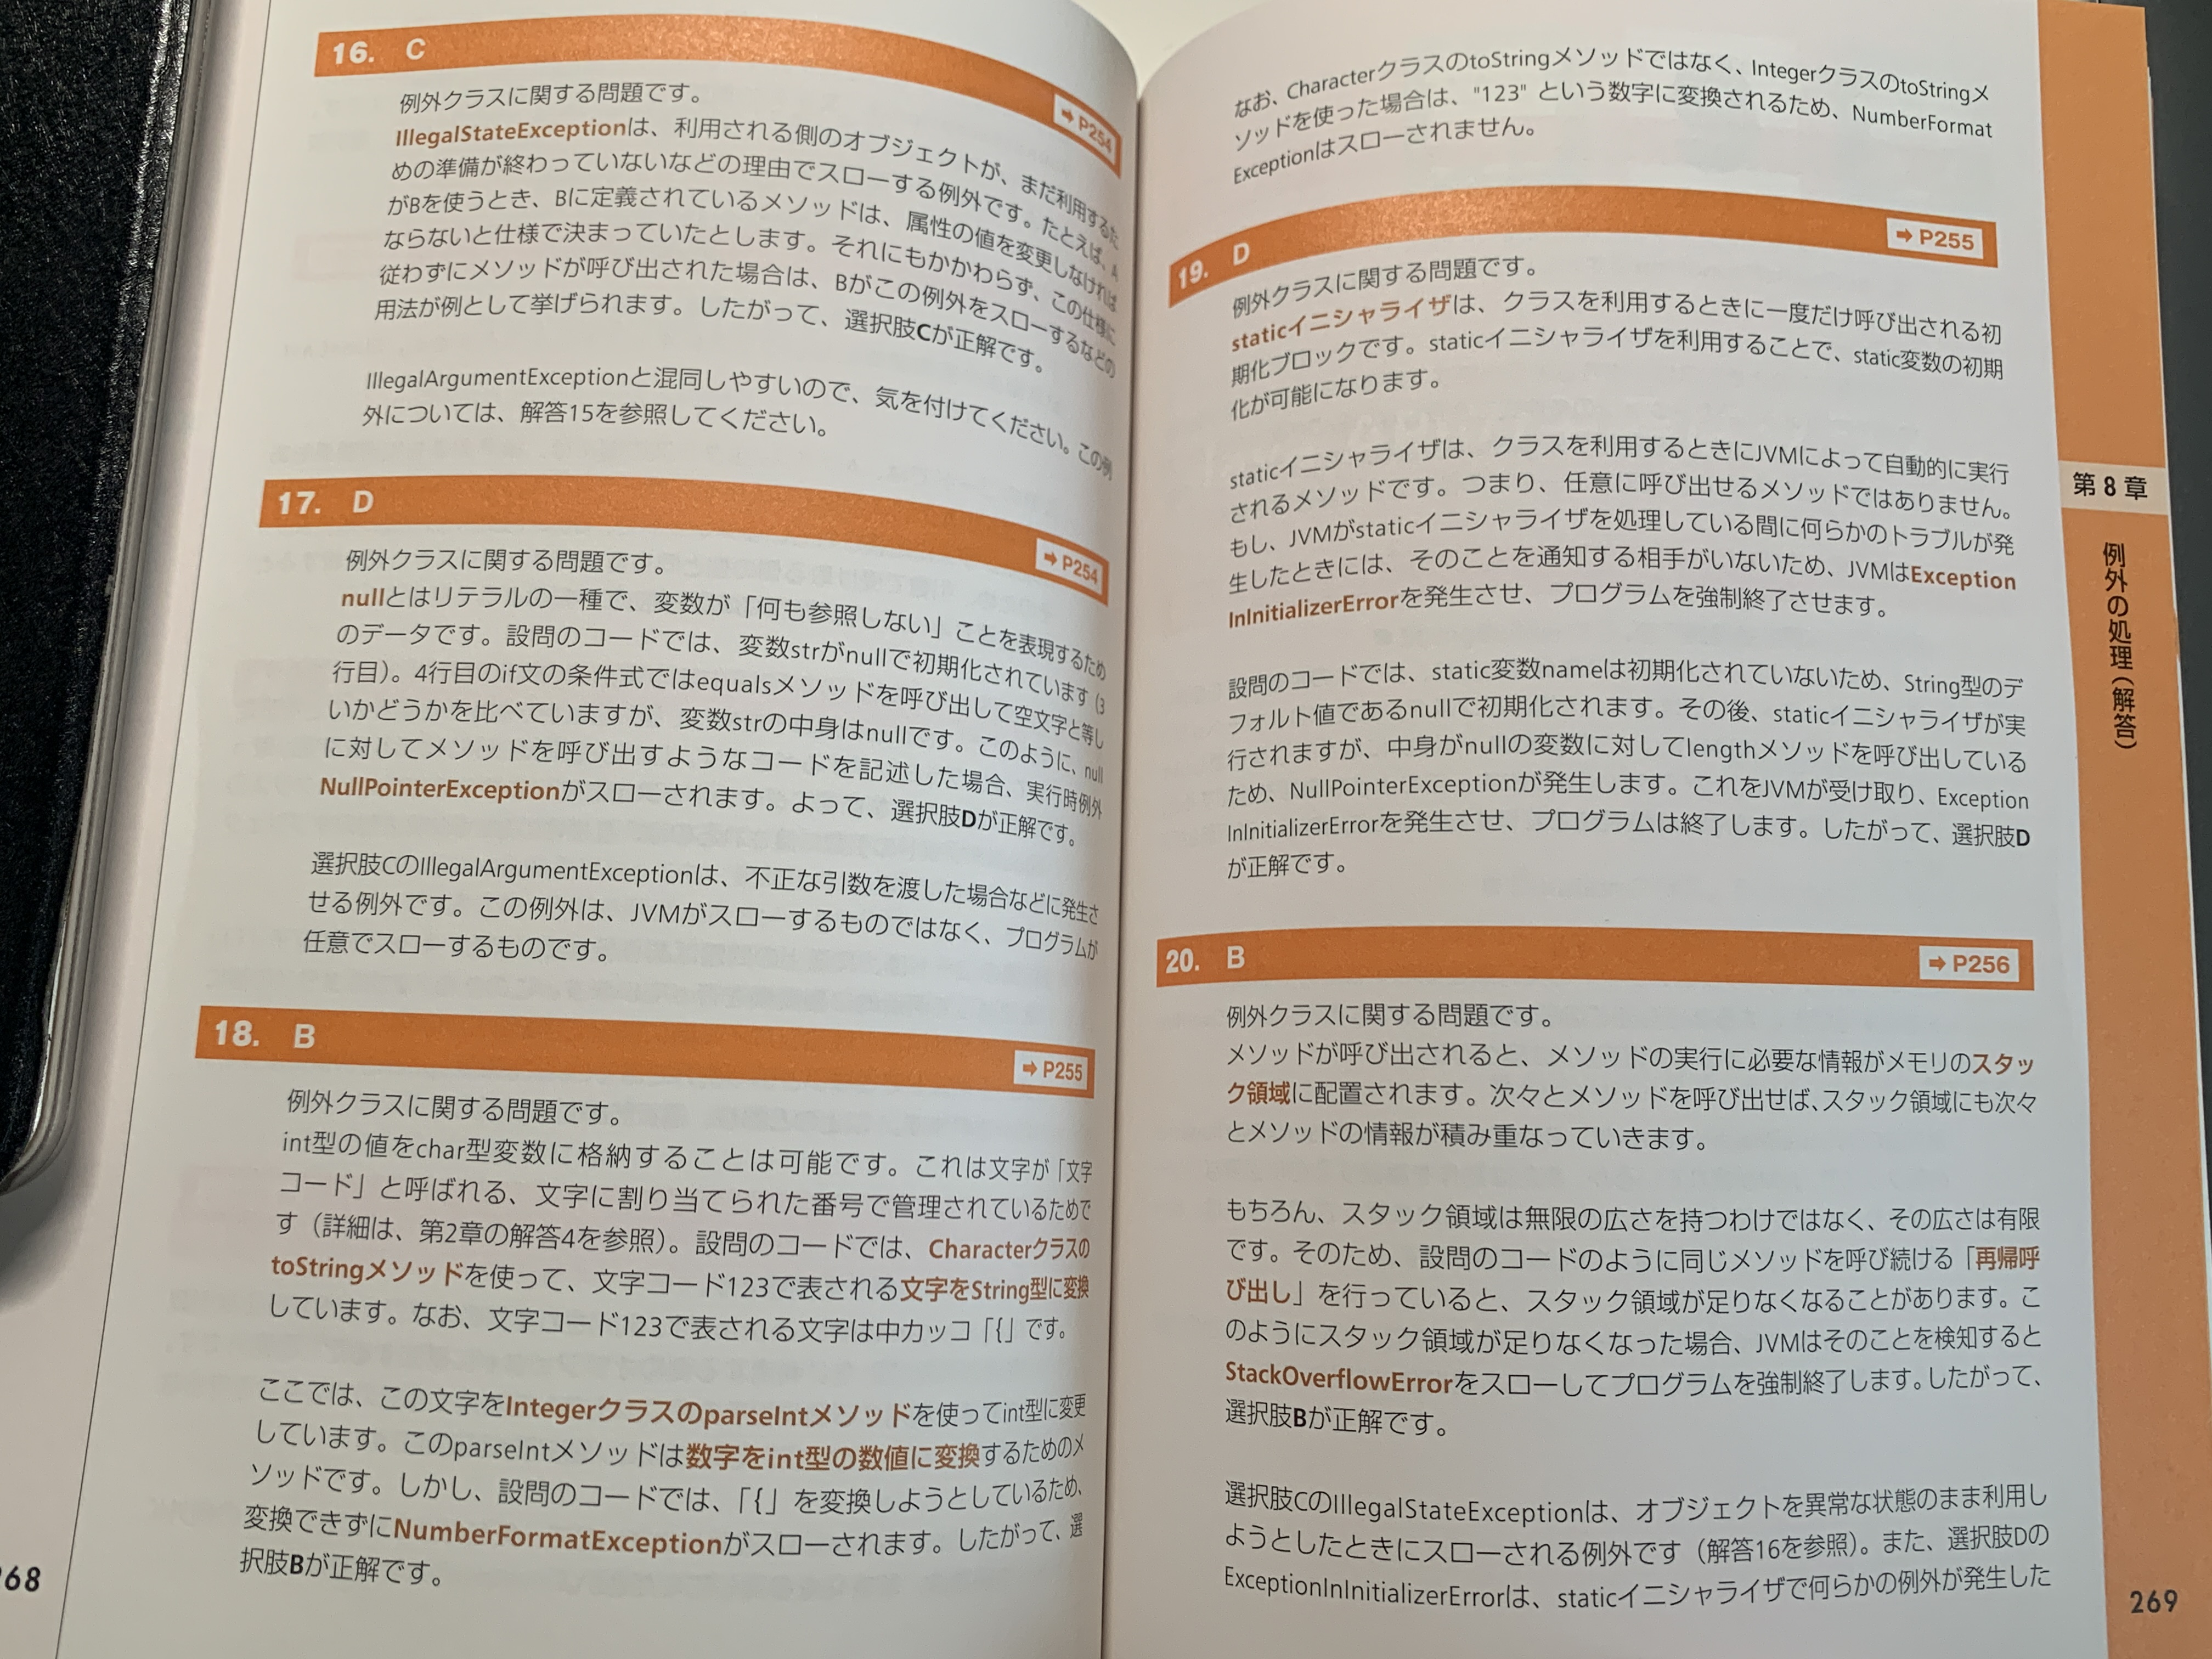 16. C
➡ P254
例外クラスに関する問題です。
IllegalStateExceptionは、利用される側のオブジェクトが、まだ利用するた
めの準備が終わっていないなどの理由でスローする例外です。たとえば、A
がBを使うとき、Bに定義されているメソッドは、属性の値を変更しなければ
ならないと仕様で決まっていたとします。それにもかかわらず、この仕様に
従わずにメソッドが呼び出された場合は、Bがこの例外をスローするなどの
用法が例として挙げられます。したがって、選択肢Cが正解です。
IllegalArgumentExceptionと混同しやすいので、気を付けてください。この例
外については、解答15を参照してください。
17. D
➡ P254
例外クラスに関する問題です。
nullとはリテラルの一種で、変数が「何も参照しない」ことを表現するため
のデータです。設問のコードでは、変数strがnullで初期化されています(3
行目)。4行目のif文の条件式ではequalsメソッドを呼び出して空文字と等し
いかどうかを比べていますが、変数strの中身はnullです。このように、null
に対してメソッドを呼び出すようなコードを記述した場合、実行時例外
NullPointerExceptionがスローされます。よって、選択肢Dが正解です。
選択肢CのIllegalArgumentExceptionは、不正な引数を渡した場合などに発生さ
せる例外です。この例外は、JVMがスローするものではなく、プログラムが
任意でスローするものです。
18. B
➡ P255
例外クラスに関する問題です。
int型の値をchar型変数に格納することは可能です。これは文字が「文字
コード」と呼ばれる、文字に割り当てられた番号で管理されているためで
す(詳細は、第2章の解答4を参照)。設問のコードでは、Characterクラスの
toStringメソッドを使って、文字コード123で表される文字をString型に変換
しています。なお、文字コード123で表される文字は中カッコ「{」です。
ここでは、この文字をIntegerクラスのparseIntメソッドを使ってint型に変更
しています。このparseIntメソッドは数字をint型の数値に変換するためのメ
ソッドです。しかし、設問のコードでは、「{」を変換しようとしているため、
変換できずにNumberFormatExceptionがスローされます。したがって、選
択肢Bが正解です。
68
なお、CharacterクラスのtoStringメソッドではなく、IntegerクラスのtoStringメ
ソッドを使った場合は、"123" という数字に変換されるため、NumberFormat
Exceptionはスローされません。
19. D
➡ P255
例外クラスに関する問題です。
staticイニシャライザは、クラスを利用するときに一度だけ呼び出される初
期化ブロックです。staticイニシャライザを利用することで、static変数の初期
化が可能になります。
staticイニシャライザは、クラスを利用するときにJVMによって自動的に実行
されるメソッドです。つまり、任意に呼び出せるメソッドではありません。
もし、JVMがstaticイニシャライザを処理している間に何らかのトラブルが発
生したときには、そのことを通知する相手がいないため、JVMはException
InInitializerErrorを発生させ、プログラムを強制終了させます。
設問のコードでは、static変数nameは初期化されていないため、String型のデ
フォルト値であるnullで初期化されます。その後、staticイニシャライザが実
行されますが、中身がnullの変数に対してlengthメソッドを呼び出している
ため、NullPointerExceptionが発生します。これをJVMが受け取り、Exception
InInitializerErrorを発生させ、プログラムは終了します。したがって、選択肢D
が正解です。
20. B
➡ P256
例外クラスに関する問題です。
メソッドが呼び出されると、メソッドの実行に必要な情報がメモリのスタッ
ク領域に配置されます。次々とメソッドを呼び出せば、スタック領域にも次々
とメソッドの情報が積み重なっていきます。
もちろん、スタック領域は無限の広さを持つわけではなく、その広さは有限
です。そのため、設問のコードのように同じメソッドを呼び続ける「再帰呼
び出し」を行っていると、スタック領域が足りなくなることがあります。こ
のようにスタック領域が足りなくなった場合、JVMはそのことを検知すると
StackOverflowErrorをスローしてプログラムを強制終了します。したがって、
選択肢Bが正解です。
選択肢CのIllegalStateExceptionは、オブジェクトを異常な状態のまま利用し
ようとしたときにスローされる例外です(解答16を参照)。また、選択肢Dの
ExceptionInInitializerErrorは、staticイニシャライザで何らかの例外が発生した
第8章
例外の処理(解答)
269